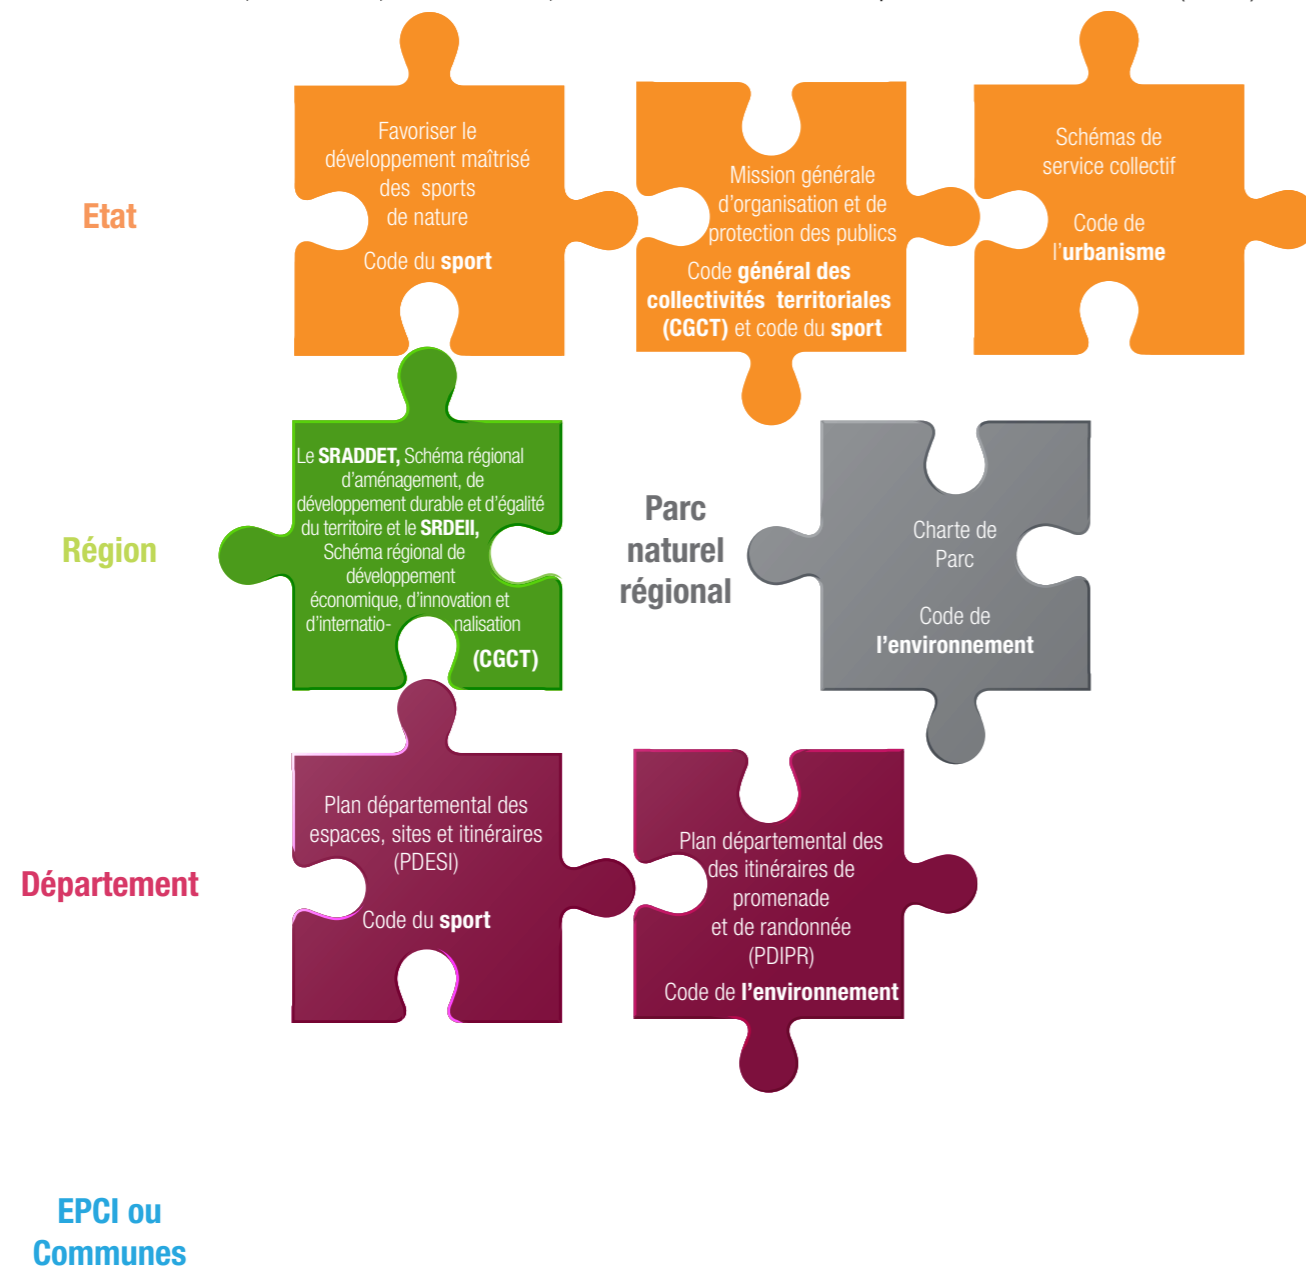 Etat
Favoriser le
développement maîtrisé
des sports
de nature
Code du sport
Mission générale
d'organisation et de
protection des publics
Code général des
collectivités territoriales
(CGCT) et code du sport
Schémas de
service collectif
Code de
l'urbanisme
Région
Le SRADDET, Schéma régional
d'aménagement, de
développement durable et d'égalité
du territoire et le SRDEII,
Schéma régional de
développement
économique, d'innovation et
d'internatio- nalisation
(CGCT)
Parc
naturel
régional
Charte de
Parc
Code de
l'environnement
Département
Plan départemental des
espaces, sites et itinéraires
(PDESI)
Code du sport
Plan départemental des
des itinéraires de
promenade
et de randonnée
(PDIPR)
Code de l'environnement
EPCI ou
Communes